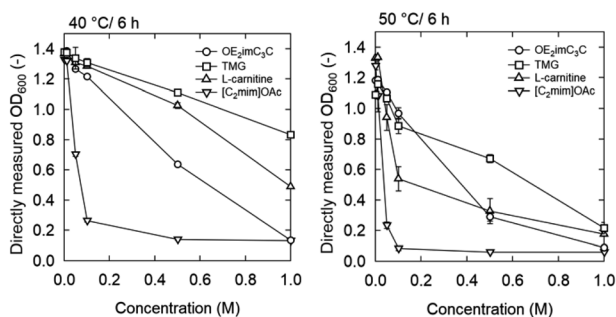 40 °C/ 6 h
Directly measured OD600 (-)
1.4
1.2
1.0
0.8
0.6
0.4
0.2
0.0
OE2imC3C
TMG
L-carnitine
[C2mim]OAc
0.0 0.2 0.4 0.6 0.8 1.0
Concentration (M)
50 °C/ 6 h
Directly measured OD600 (-)
1.4
1.2
1.0
0.8
0.6
0.4
0.2
0.0
OE2imC3C
TMG
L-carnitine
[C2mim]OAc
0.0 0.2 0.4 0.6 0.8 1.0
Concentration (M)